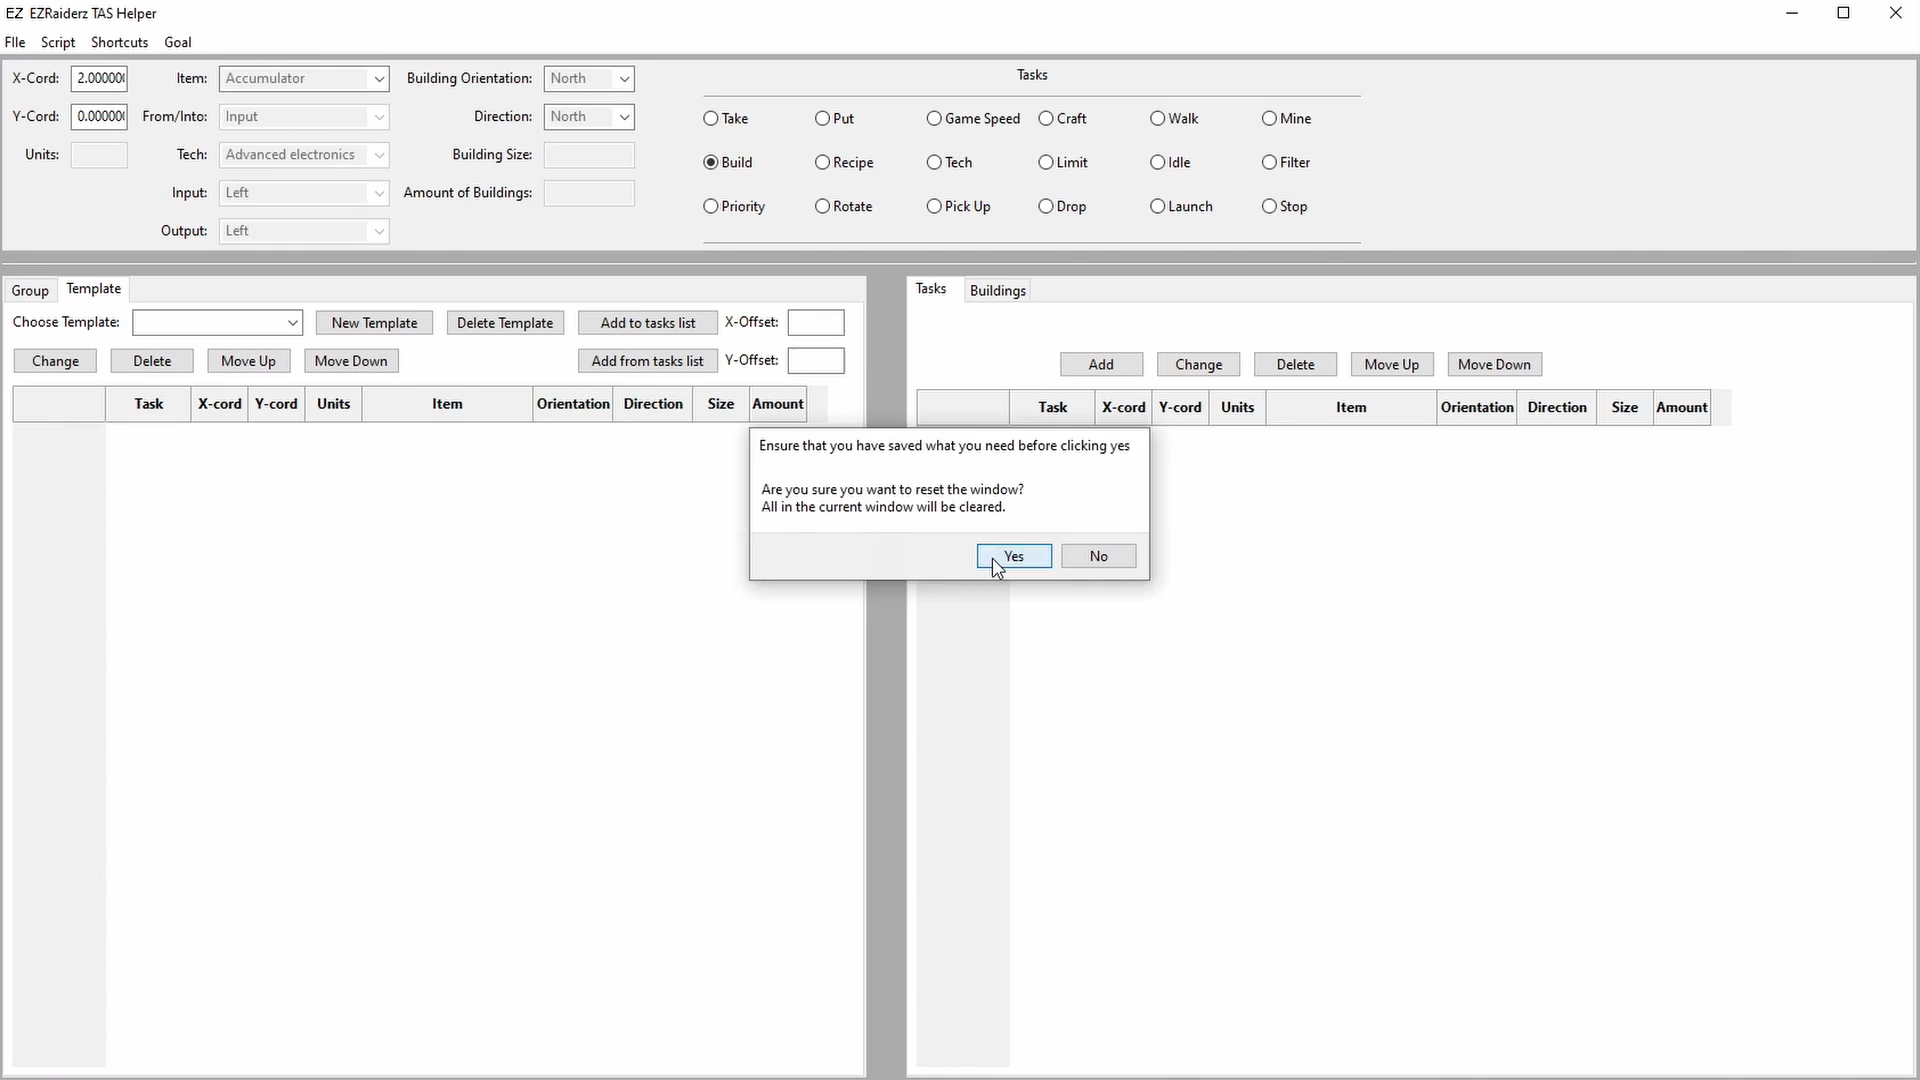 EZ EZRaiderz TAS Helper
FIle Script Shortcuts Goal
X-Cord: 2.00000 Item: Accumulator Building Orientation: North Tasks
Y-Cord: 0.00000 From/Into: Input Direction: North
Take Put Game Speed Craft Walk Mine
Units: Tech: Advanced electronics Building Size:
Build Recipe Tech Limit Idle Filter
Input: Left Amount of Buildings:
Priority Rotate Pick Up Drop Launch Stop
Output: Left
Group Template
Choose Template: New Template Delete Template Add to tasks list X-Offset:
Change Delete Move Up Move Down Add from tasks list Y-Offset:
Task X-cord Y-cord Units Item Orientation Direction Size Amount
Tasks Buildings
Add Change Delete Move Up Move Down
Task X-cord Y-cord Units Item Orientation Direction Size Amount
Ensure that you have saved what you need before clicking yes
Are you sure you want to reset the window?
All in the current window will be cleared.
Yes No